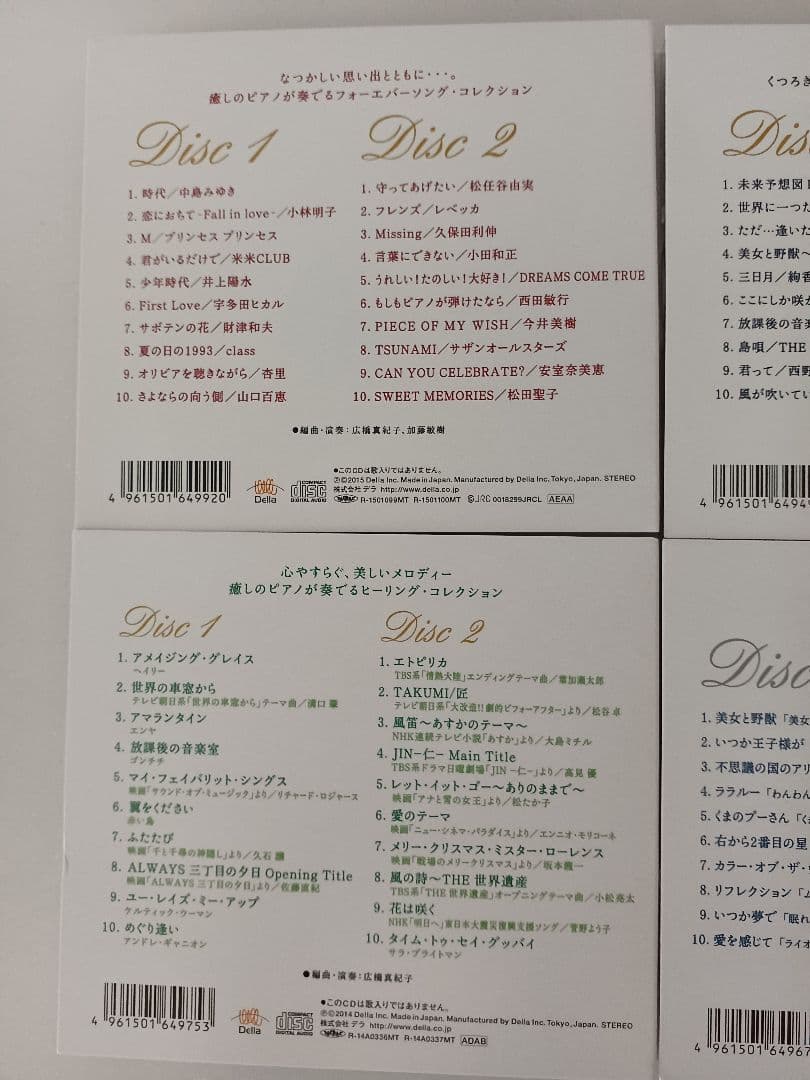 なつかしい思い出とともに・・・。
癒しのピアノが奏でるフォーエバーソング・コレクション
Disc 1
1. 時代／中島みゆき
2. 恋におちて -Fall in love-／小林明子
3. M／プリンセス プリンセス
4. 君がいるだけで／米米CLUB
5. 少年時代／井上陽水
6. First Love／宇多田ヒカル
7. サボテンの花／財津和夫
8. 夏の日の1993／class
9. オリビアを聴きながら／杏里
10. さよならの向う側／山口百恵
Disc 2
1. 守ってあげたい／松任谷由実
2. フレンズ／レベッカ
3. Missing／久保田利伸
4. 言葉にできない／小田和正
5. うれしい！たのしい！大好き！／DREAMS COME TRUE
6. もしもピアノが弾けたなら／西田敏行
7. PIECE OF MY WISH／今井美樹
8. TSUNAMI／サザンオールスターズ
9. CAN YOU CELEBRATE?／安室奈美恵
10. SWEET MEMORIES／松田聖子
●編曲・演奏：広橋真紀子、加藤敏樹
4 961501 649920
Della
COMPACT
disc
DIGITAL AUDIO
●このCDは歌入りではありません。
Ⓟ©2015 Della Inc. Made in Japan. Manufactured by Della Inc. Tokyo, Japan. STEREO
株式会社 デラ http://www.della.co.jp
R-1501099MT R-1501100MT ©JRC 0018299JRCL AEAA
くつろぎ
Disc
1. 未来予想図
2. 世界に一つだ
3. ただ…逢いた
4. 美女と野獣〜
5. 三日月／絢香
6. ここにしか咲か
7. 放課後の音楽
8. 島唄／THE
9. 君って／西野
10. 風が吹いてい
4 961501 6494
心やすらぐ、美しいメロディー
癒しのピアノが奏でるヒーリング・コレクション
Disc 1
1. アメイジング・グレイス
ヘイリー
2. 世界の車窓から
テレビ朝日系「世界の車窓から」テーマ曲／溝口 肇
3. アマランタイン
エンヤ
4. 放課後の音楽室
ゴンチチ
5. マイ・フェイバリット・シングス
映画「サウンド・オブ・ミュージック」より／リチャード・ロジャース
6. 翼をください
赤い鳥
7. ふたたび
映画「千と千尋の神隠し」より／久石 譲
8. ALWAYS 三丁目の夕日 Opening Title
映画「ALWAYS 三丁目の夕日」より／佐藤直紀
9. ユー・レイズ・ミー・アップ
ケルティック・ウーマン
10. めぐり逢い
アンドレ・ギャニオン
Disc 2
1. エトピリカ
TBS系「情熱大陸」エンディングテーマ曲／葉加瀬太郎
2. TAKUMI/匠
テレビ朝日系「大改造!!劇的ビフォーアフター」より／松谷 卓
3. 風笛〜あすかのテーマ〜
NHK連続テレビ小説「あすか」より／大島ミチル
4. JIN-仁- Main Title
TBS系ドラマ日曜劇場「JIN -仁-」より／高見 優
5. レット・イット・ゴー〜ありのままで〜
映画「アナと雪の女王」より／松たか子
6. 愛のテーマ
映画「ニュー・シネマ・パラダイス」より／エンニオ・モリコーネ
7. メリー・クリスマス・ミスター・ローレンス
映画「戦場のメリークリスマス」より／坂本龍一
8. 風の詩〜THE 世界遺産
TBS系「THE 世界遺産」オープニングテーマ曲／小松亮太
9. 花は咲く
NHK「明日へ」東日本大震災復興支援ソング／菅野よう子
10. タイム・トゥ・セイ・グッバイ
サラ・ブライトマン
●編曲・演奏：広橋真紀子
4 961501 649753
Della
COMPACT
disc
DIGITAL AUDIO
●このCDは歌入りではありません。
Ⓟ©2014 Della Inc. Made in Japan. Manufactured by Della Inc. Tokyo, Japan. STEREO
株式会社 デラ http://www.della.co.jp
R-14A0336MT R-14A0337MT ADAB
Disc
1. 美女と野獣「美女
2. いつか王子様が
3. 不思議の国のアリ
4. ララルー「わんわん
5. くまのプーさん「く
6. 右から2番目の星
7. カラー・オブ・ザ・
8. リフレクション「ム
9. いつか夢で「眠れ
10. 愛を感じて「ライオ
4 961501 6496